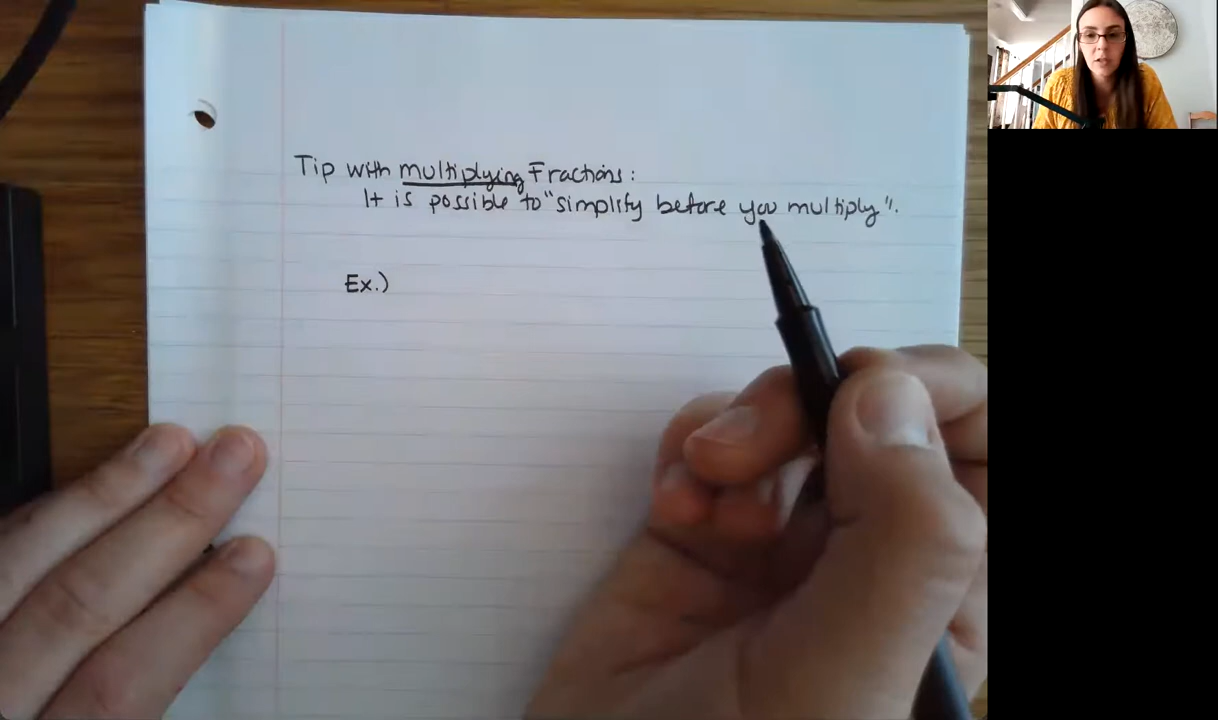 Tip with multiplying Fractions:
It is possible to "simplify before you multiply".
Ex.)